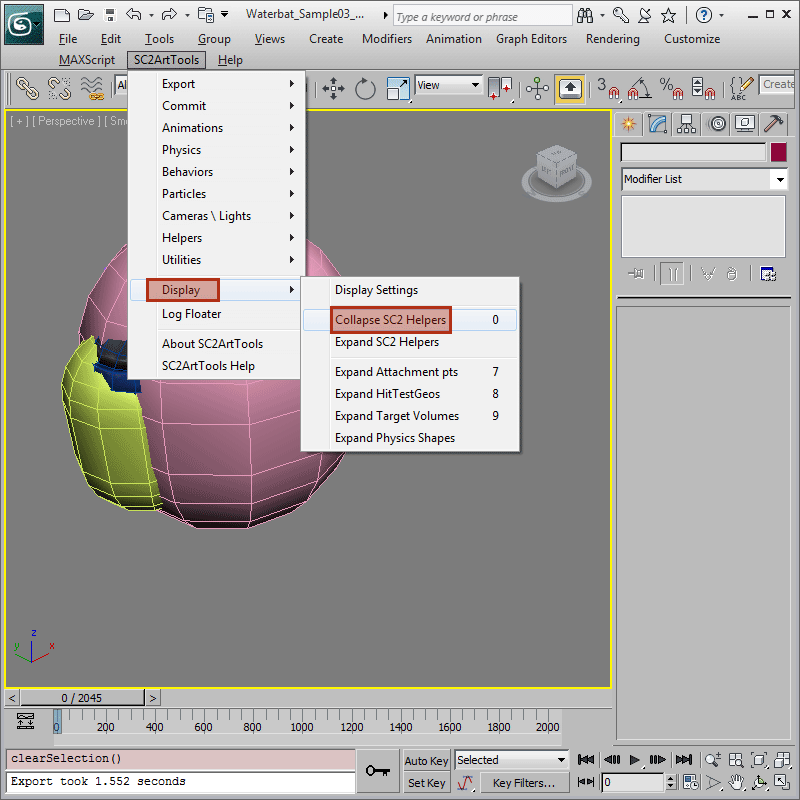 Waterbat_Sample03_...
Type a keyword or phrase
File Edit Tools Group Views Create Modifiers Animation Graph Editors Rendering Customize
MAXScript SC2ArtTools Help
View
3
ABC
Create
[ + ] [ Perspective ]
Export
Commit
Animations
Physics
Behaviors
Particles
Cameras \ Lights
Helpers
Utilities
Display
Log Floater
About SC2ArtTools
SC2ArtTools Help
Display Settings
Collapse SC2 Helpers 0
Expand SC2 Helpers
Expand Attachment pts 7
Expand HitTestGeos 8
Expand Target Volumes 9
Expand Physics Shapes
Modifier List
z
y x
< 0 / 2045 >
0 200 400 600 800 1000 1200 1400 1600 1800 2000
clearSelection()
Export took 1.552 seconds
Auto Key Selected
Set Key Key Filters...
0